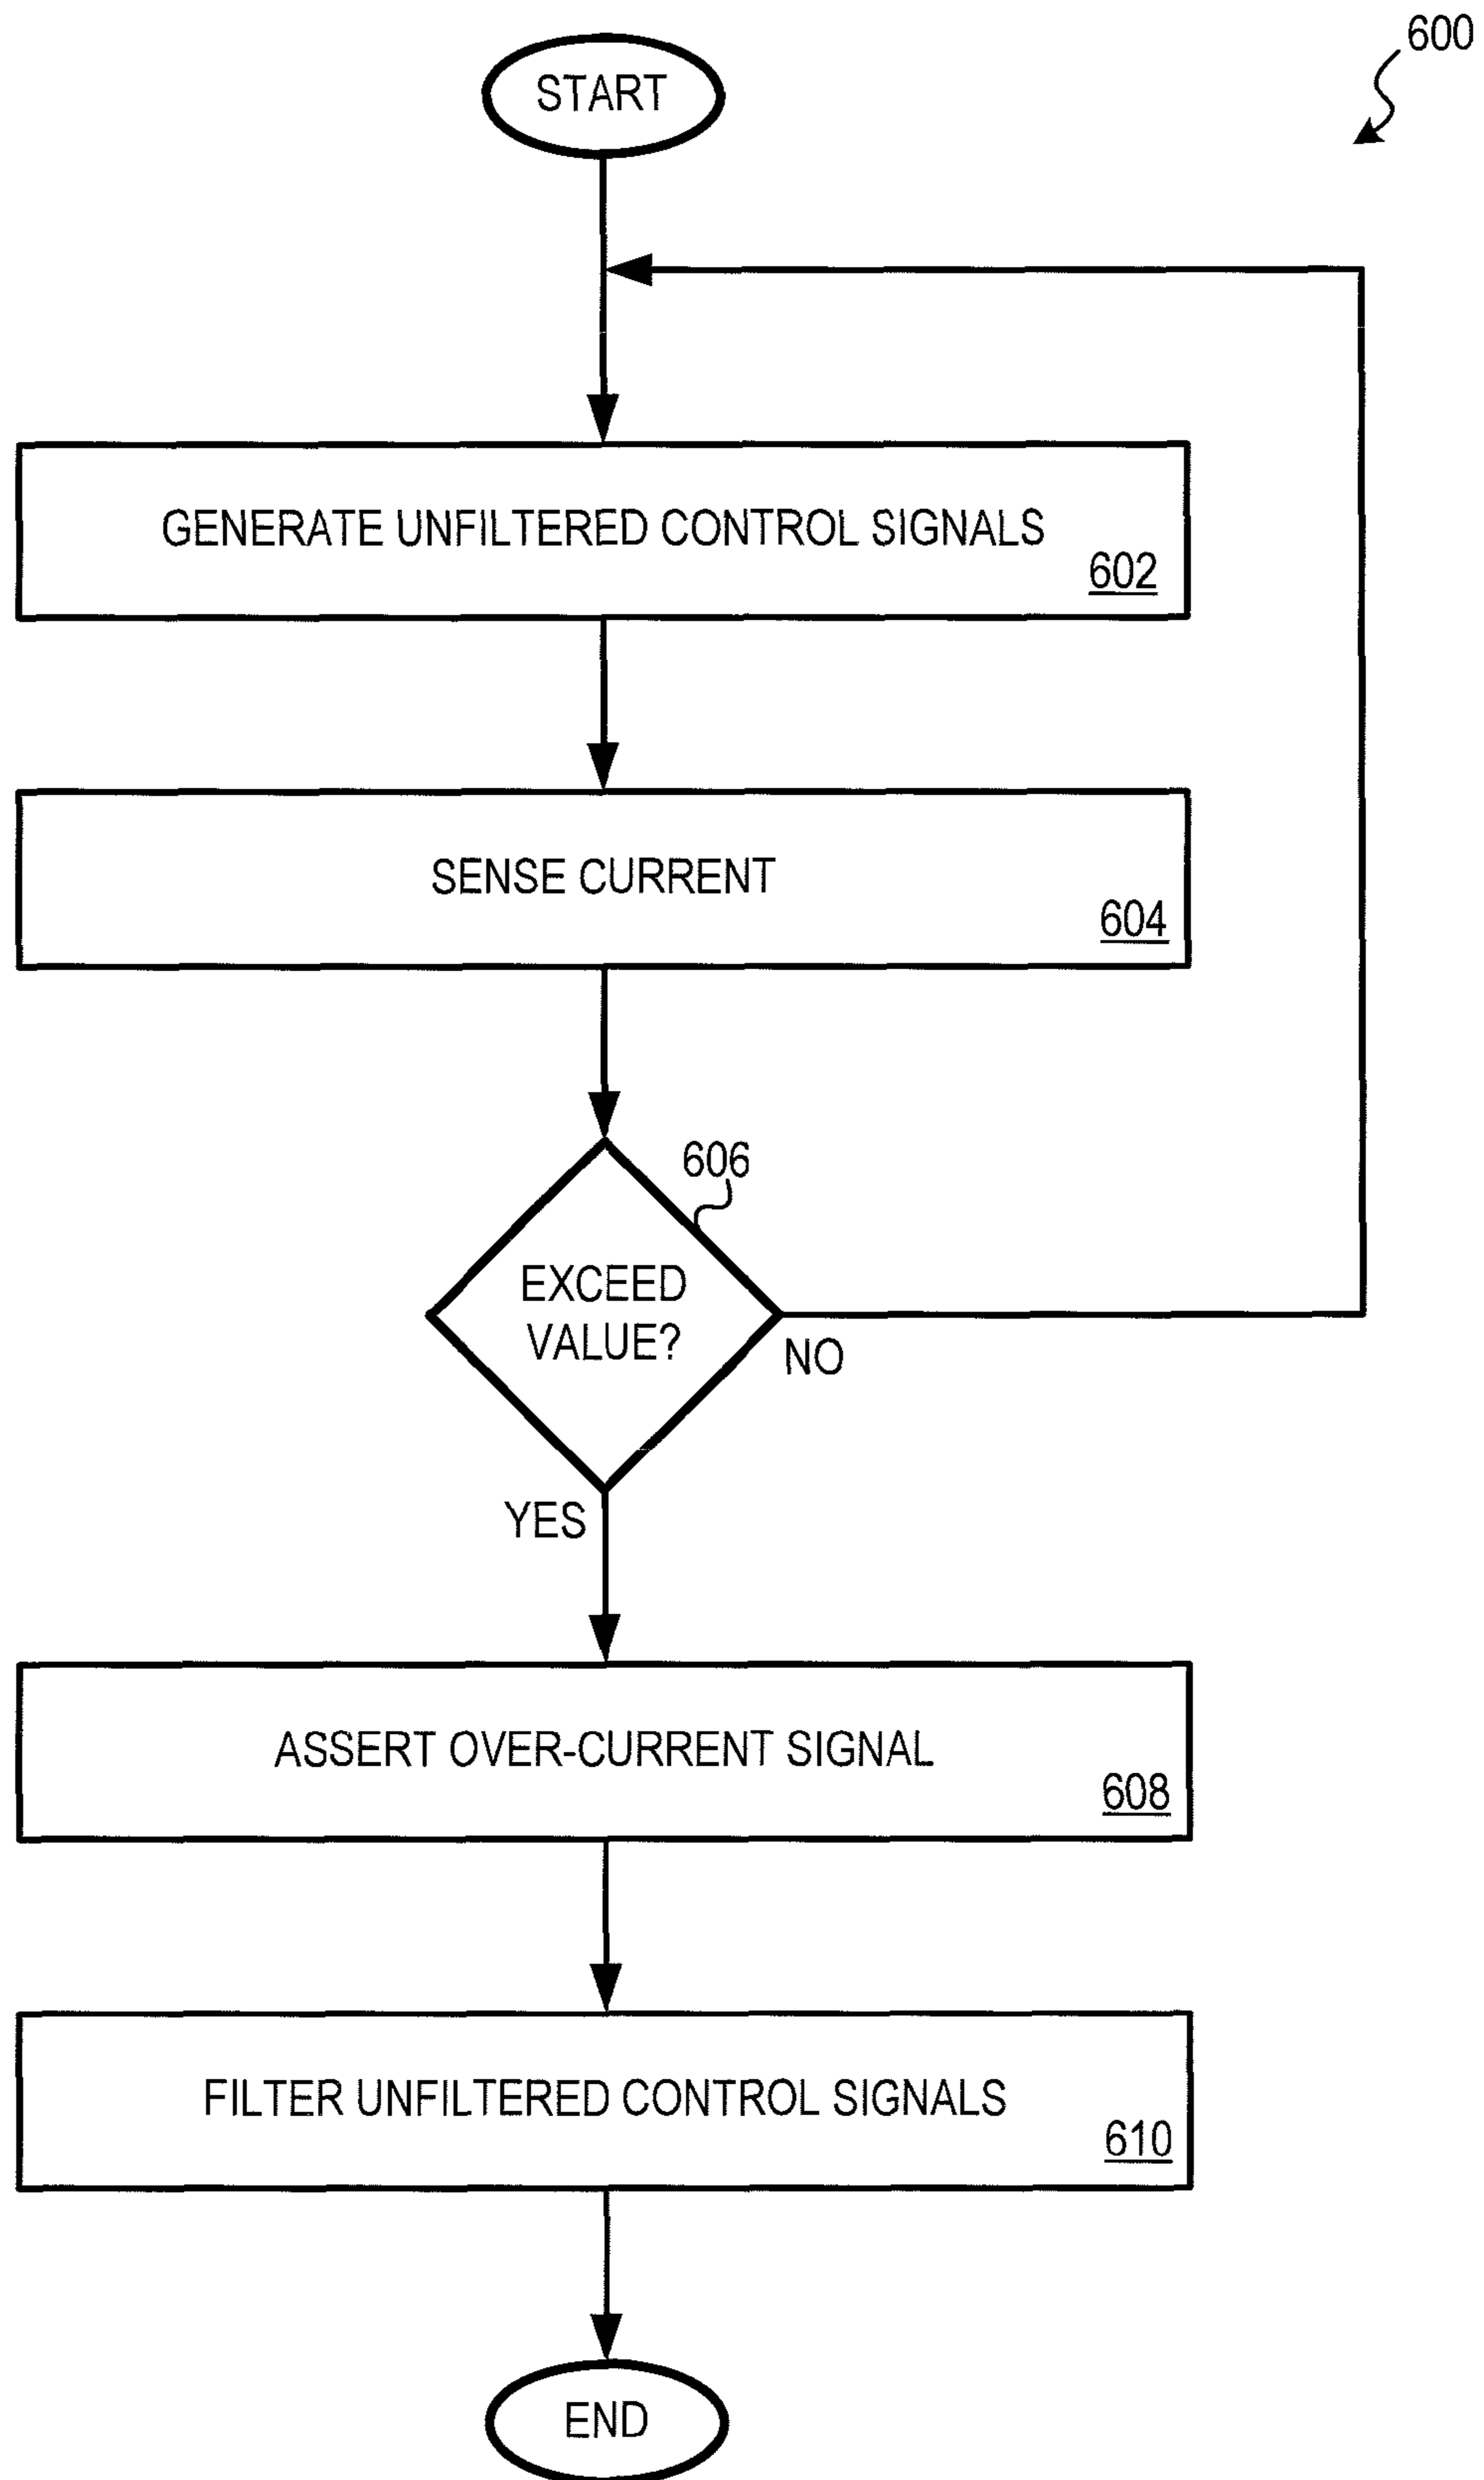 600
START
GENERATE UNFILTERED CONTROL SIGNALS
602
SENSE CURRENT
604
606
EXCEED
VALUE?
NO
YES
ASSERT OVER-CURRENT SIGNAL
608
FILTER UNFILTERED CONTROL SIGNALS
610
END